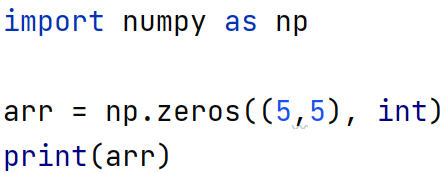 import numpy as np
arr = np.zeros((5,5), int)
print(arr)